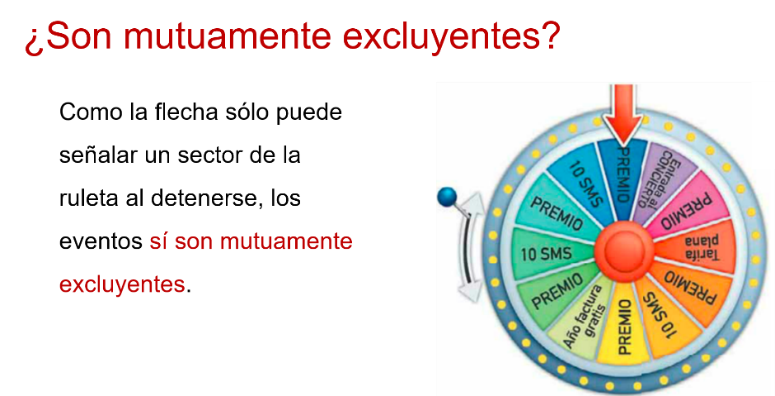 ¿Son mutuamente excluyentes?
Como la flecha sólo puede
señalar un sector de la
ruleta al detenerse, los
eventos sí son mutuamente
excluyentes.
PREMIO
Entrada al
CONCIERTO
PREMIO
Tarifa
plana
PREMIO
10 SMS
PREMIO
Año factura
gratis
PREMIO
10 SMS
PREMIO
10 SMS